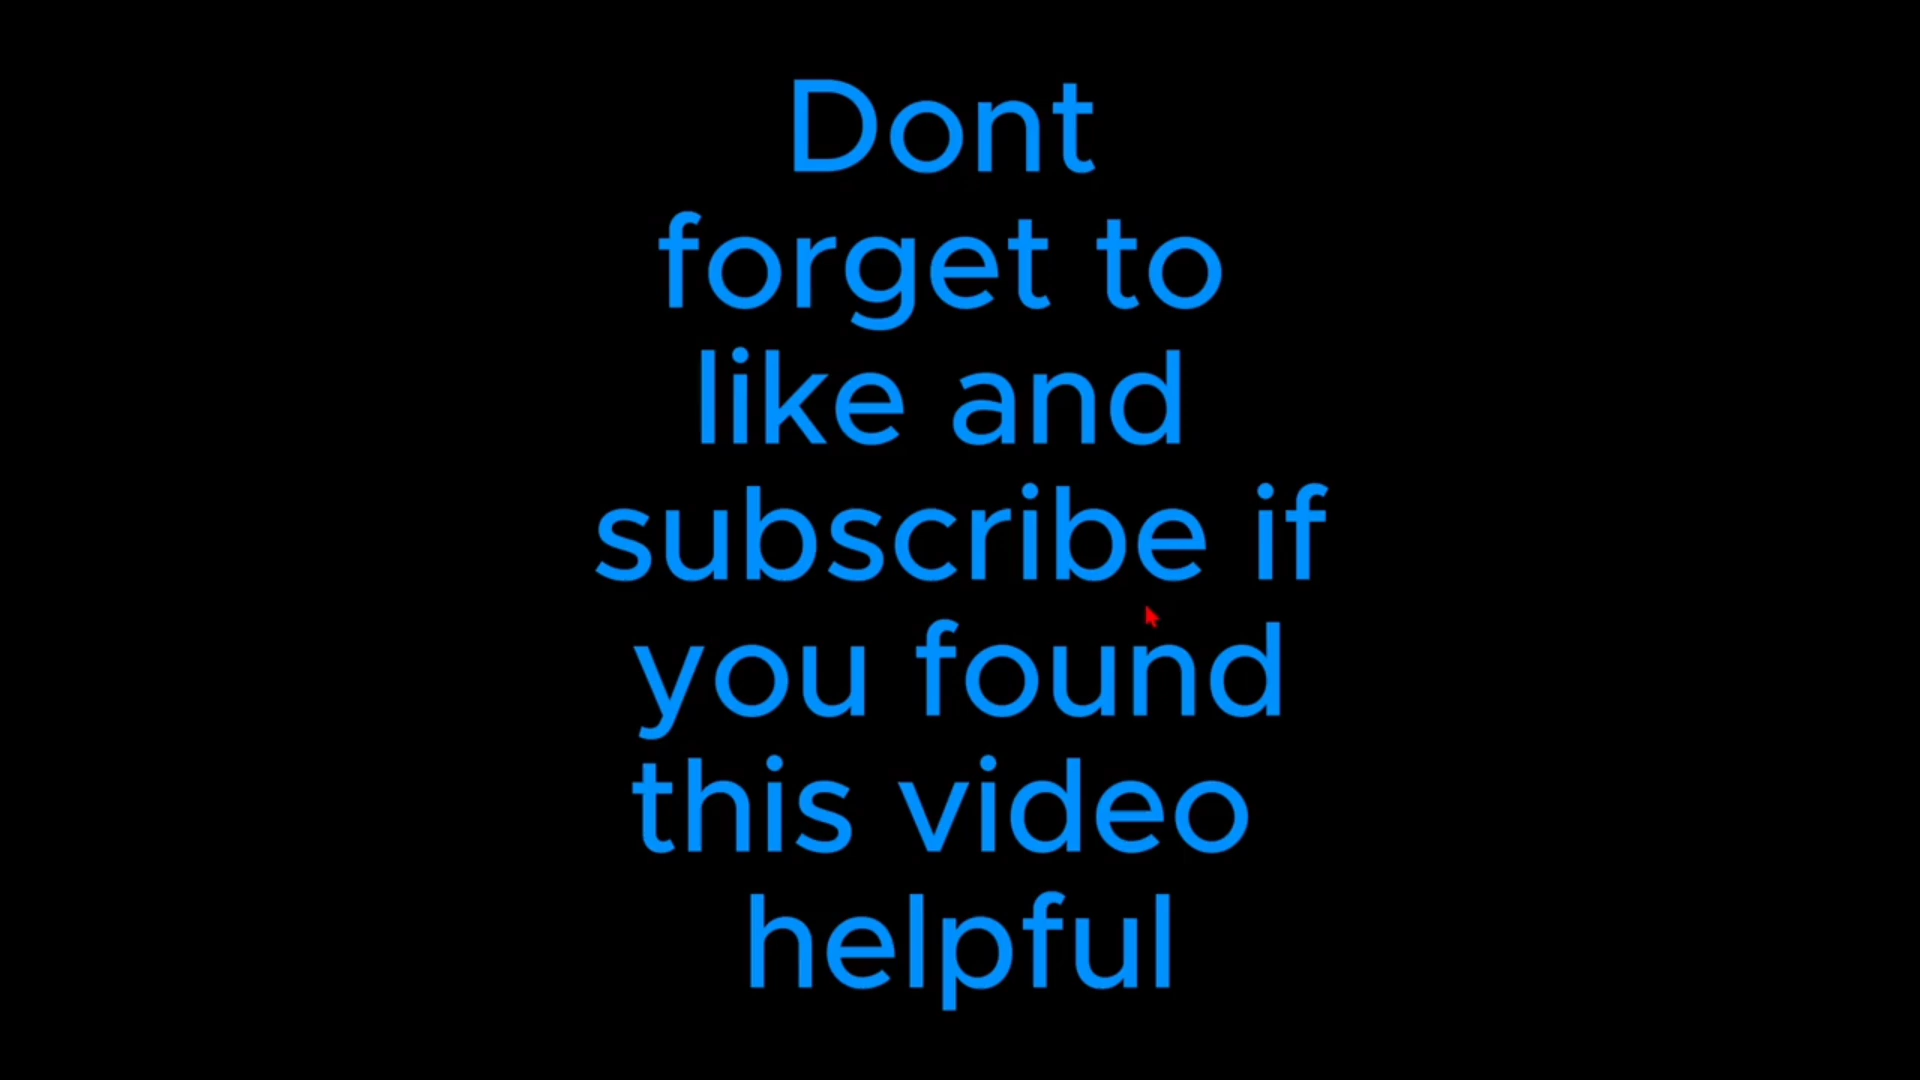 Dont
forget to
like and
subscribe if
you found
this video
helpful